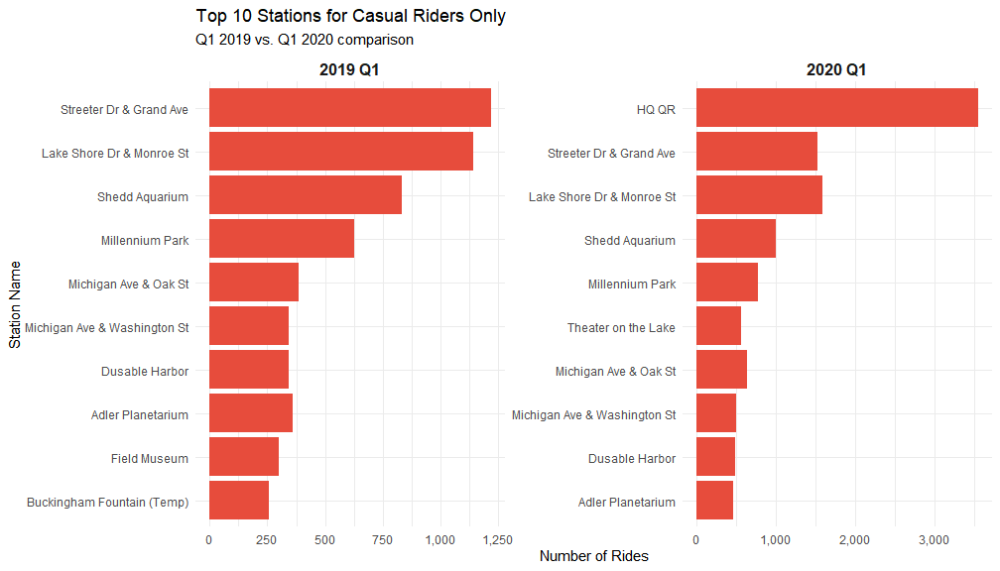 Top 10 Stations for Casual Riders Only
Q1 2019 vs. Q1 2020 comparison
2019 Q1
Streeter Dr & Grand Ave
Lake Shore Dr & Monroe St
Shedd Aquarium
Millennium Park
Michigan Ave & Oak St
Michigan Ave & Washington St
Dusable Harbor
Adler Planetarium
Field Museum
Buckingham Fountain (Temp)
0 250 500 750 1,000 1,250
2020 Q1
HQ QR
Streeter Dr & Grand Ave
Lake Shore Dr & Monroe St
Shedd Aquarium
Millennium Park
Theater on the Lake
Michigan Ave & Oak St
Michigan Ave & Washington St
Dusable Harbor
Adler Planetarium
0 1,000 2,000 3,000
Number of Rides
Station Name